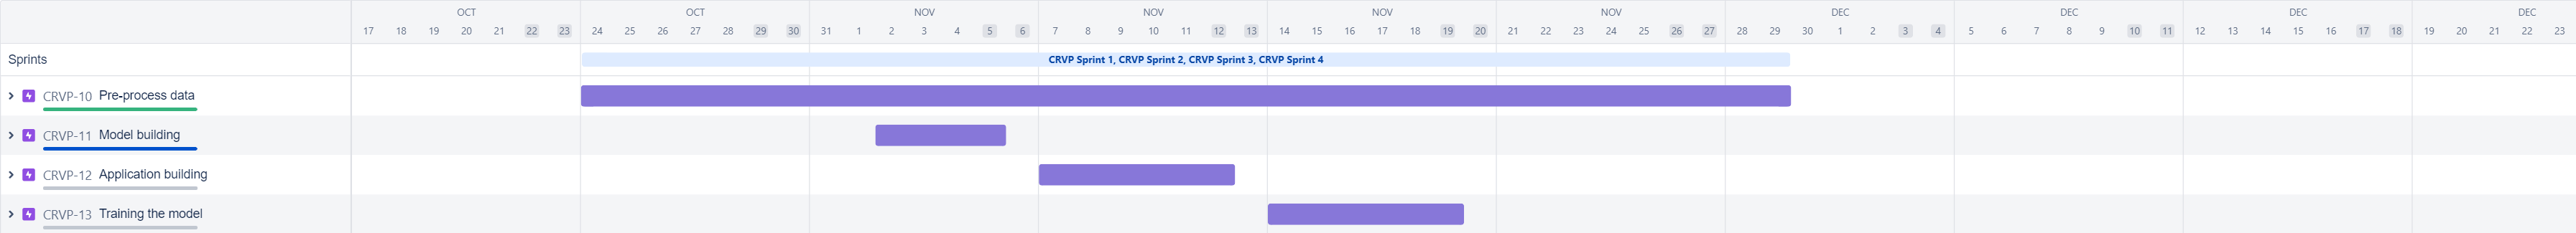 OCT OCT NOV NOV NOV NOV DEC DEC DEC DEC
17 18 19 20 21 22 23 24 25 26 27 28 29 30 31 1 2 3 4 5 6 7 8 9 10 11 12 13 14 15 16 17 18 19 20 21 22 23 24 25 26 27 28 29 30 1 2 3 4 5 6 7 8 9 10 11 12 13 14 15 16 17 18 19 20 21 22 23
Sprints CRVP Sprint 1, CRVP Sprint 2, CRVP Sprint 3, CRVP Sprint 4
CRVP-10 Pre-process data
CRVP-11 Model building
CRVP-12 Application building
CRVP-13 Training the model